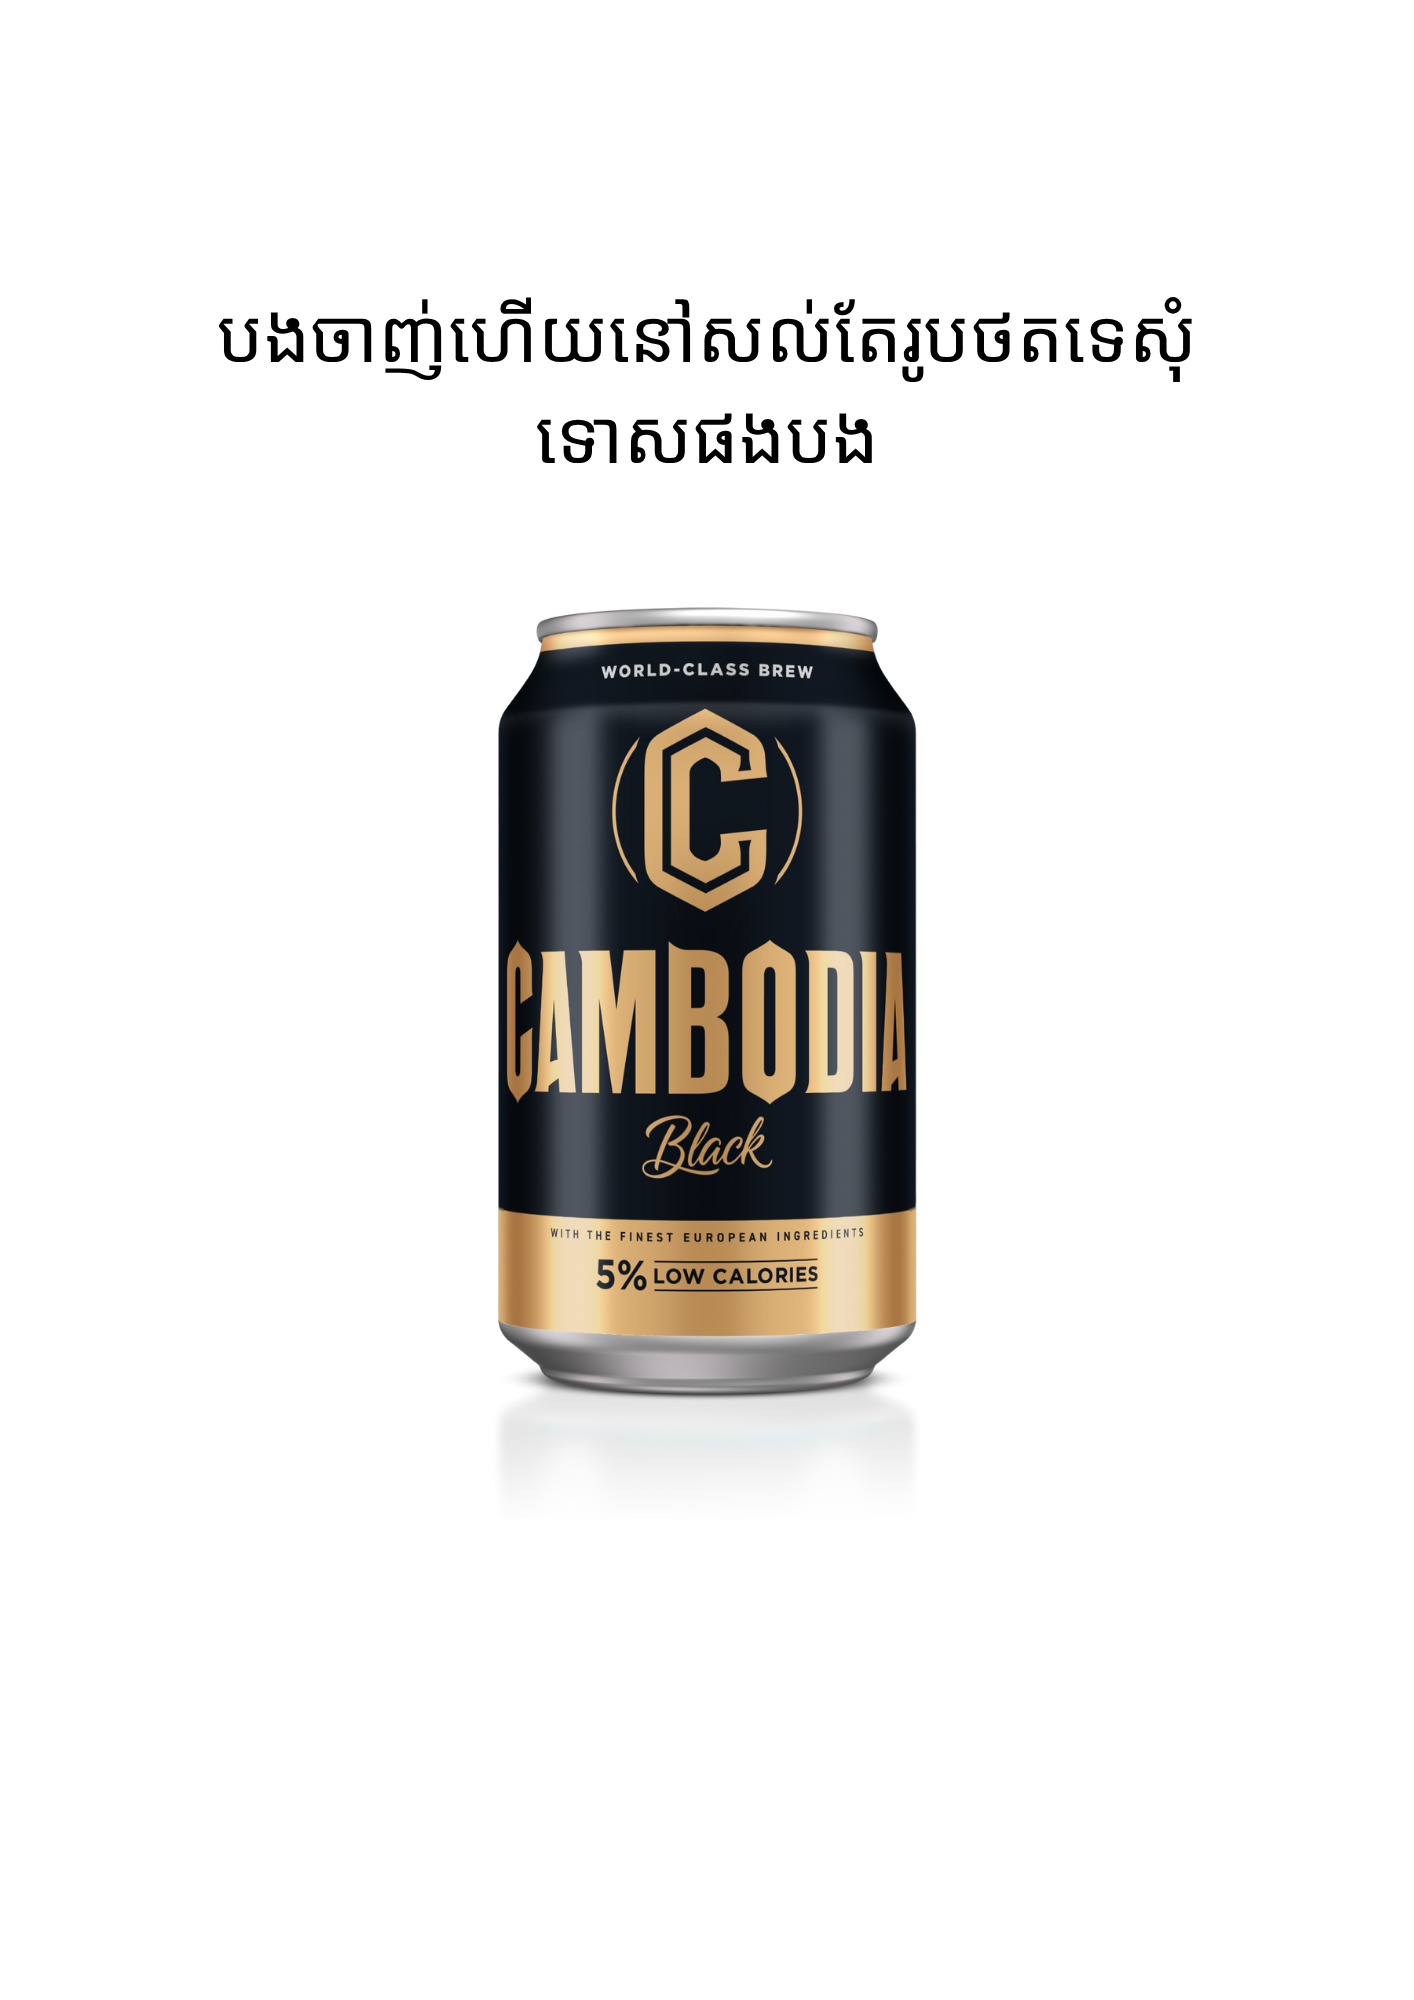 បងចាញ់ហើយនៅសល់តែរូបថតទេសុំ
ទោសផងបង
WORLD-CLASS BREW
C
CAMBODIA
Black
WITH THE FINEST EUROPEAN INGREDIENTS
5% LOW CALORIES